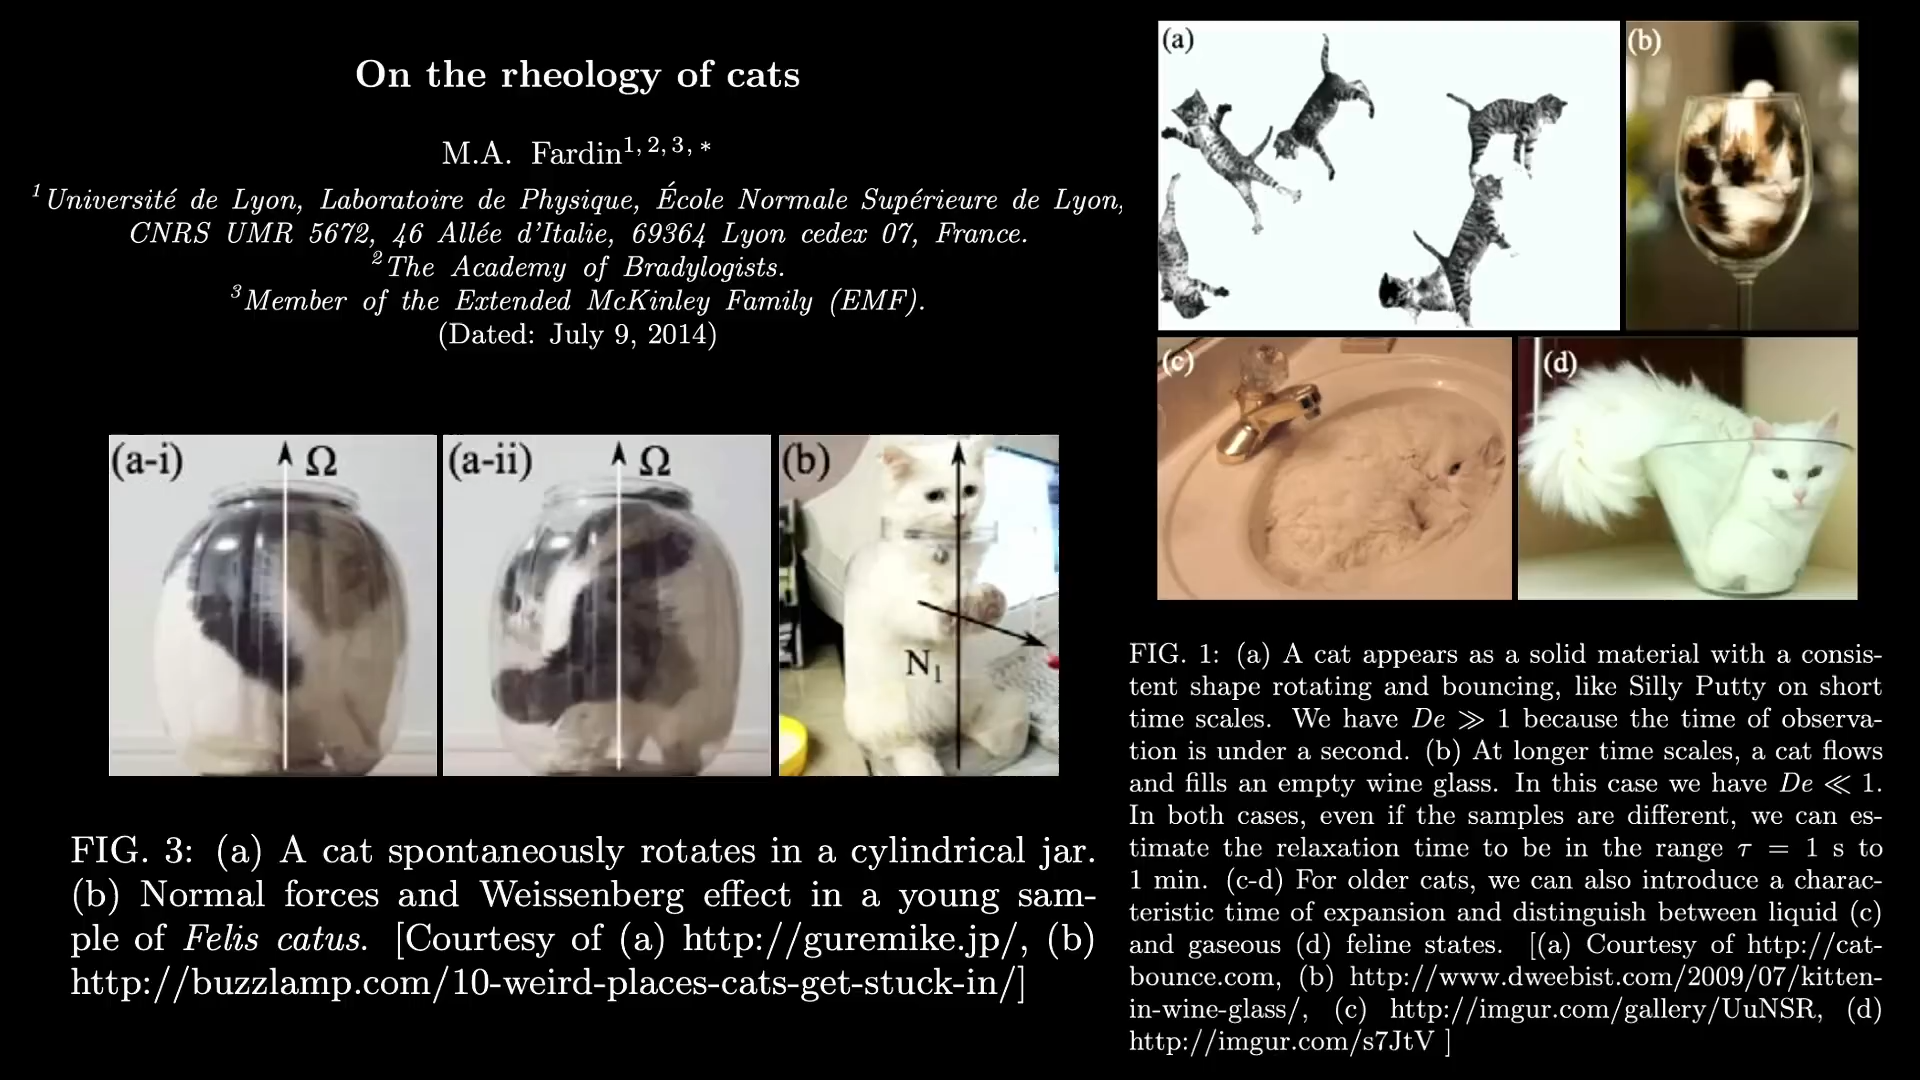 On the rheology of cats
M.A. Fardin1, 2, 3, *
1Université de Lyon, Laboratoire de Physique, École Normale Supérieure de Lyon,
CNRS UMR 5672, 46 Allée d'Italie, 69364 Lyon cedex 07, France.
2The Academy of Bradylogists.
3Member of the Extended McKinley Family (EMF).
(Dated: July 9, 2014)
(a-i) Ω
(a-ii) Ω
(b)
N1
FIG. 3: (a) A cat spontaneously rotates in a cylindrical jar.
(b) Normal forces and Weissenberg effect in a young sam-
ple of Felis catus. [Courtesy of (a) http://guremike.jp/, (b)
http://buzzlamp.com/10-weird-places-cats-get-stuck-in/]
(a)
(b)
(c)
(d)
FIG. 1: (a) A cat appears as a solid material with a consis-
tent shape rotating and bouncing, like Silly Putty on short
time scales. We have De ≫ 1 because the time of observa-
tion is under a second. (b) At longer time scales, a cat flows
and fills an empty wine glass. In this case we have De ≪ 1.
In both cases, even if the samples are different, we can es-
timate the relaxation time to be in the range τ = 1 s to
1 min. (c-d) For older cats, we can also introduce a charac-
teristic time of expansion and distinguish between liquid (c)
and gaseous (d) feline states. [(a) Courtesy of http://cat-
bounce.com, (b) http://www.dweebist.com/2009/07/kitten-
in-wine-glass/, (c) http://imgur.com/gallery/UuNSR, (d)
http://imgur.com/s7JtV ]